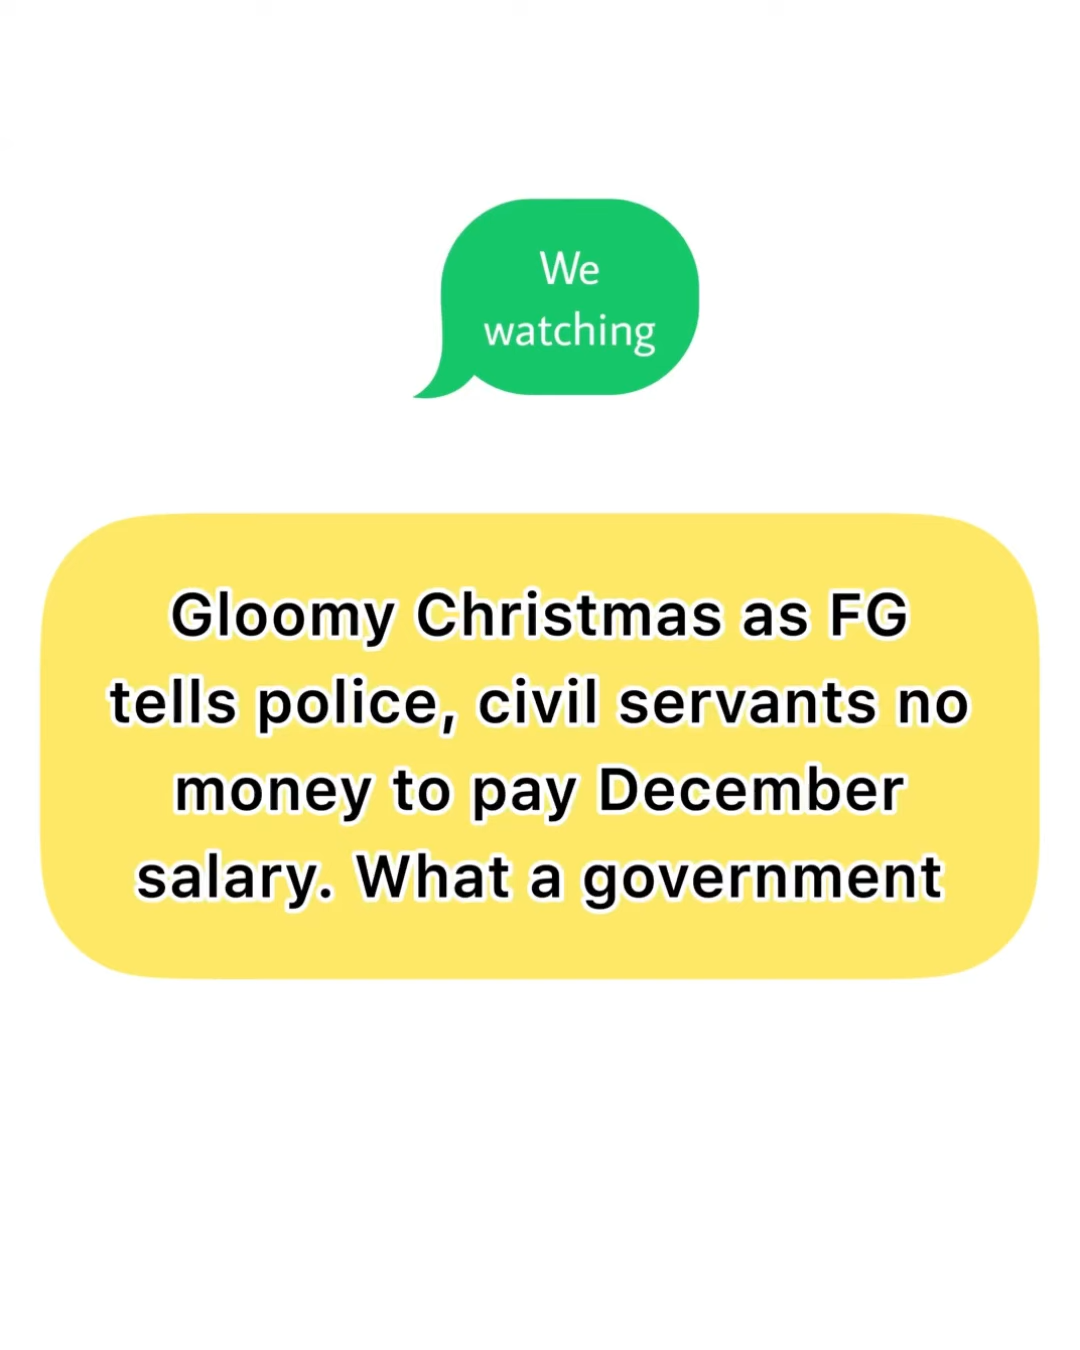 We
watching
Gloomy Christmas as FG
tells police, civil servants no
money to pay December
salary. What a government